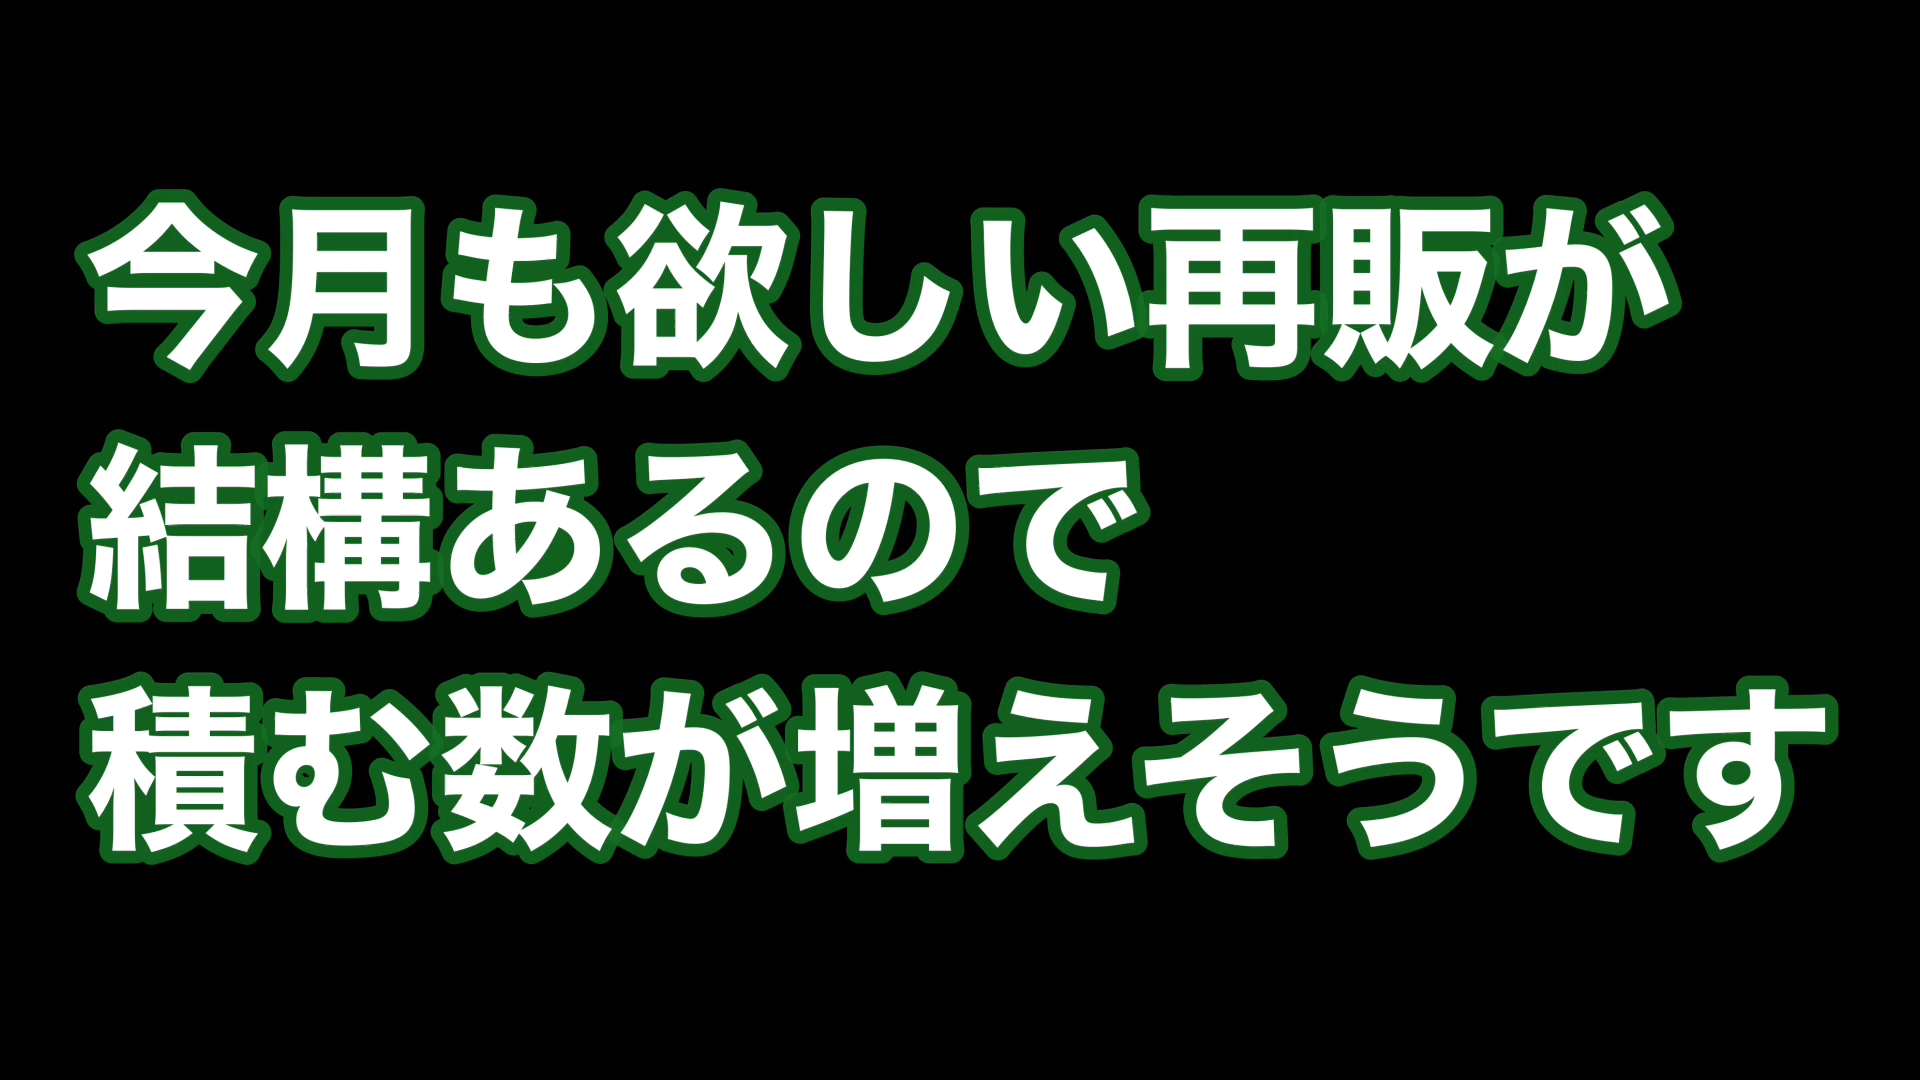 今月も欲しい再販が
結構あるので
積む数が増えそうです